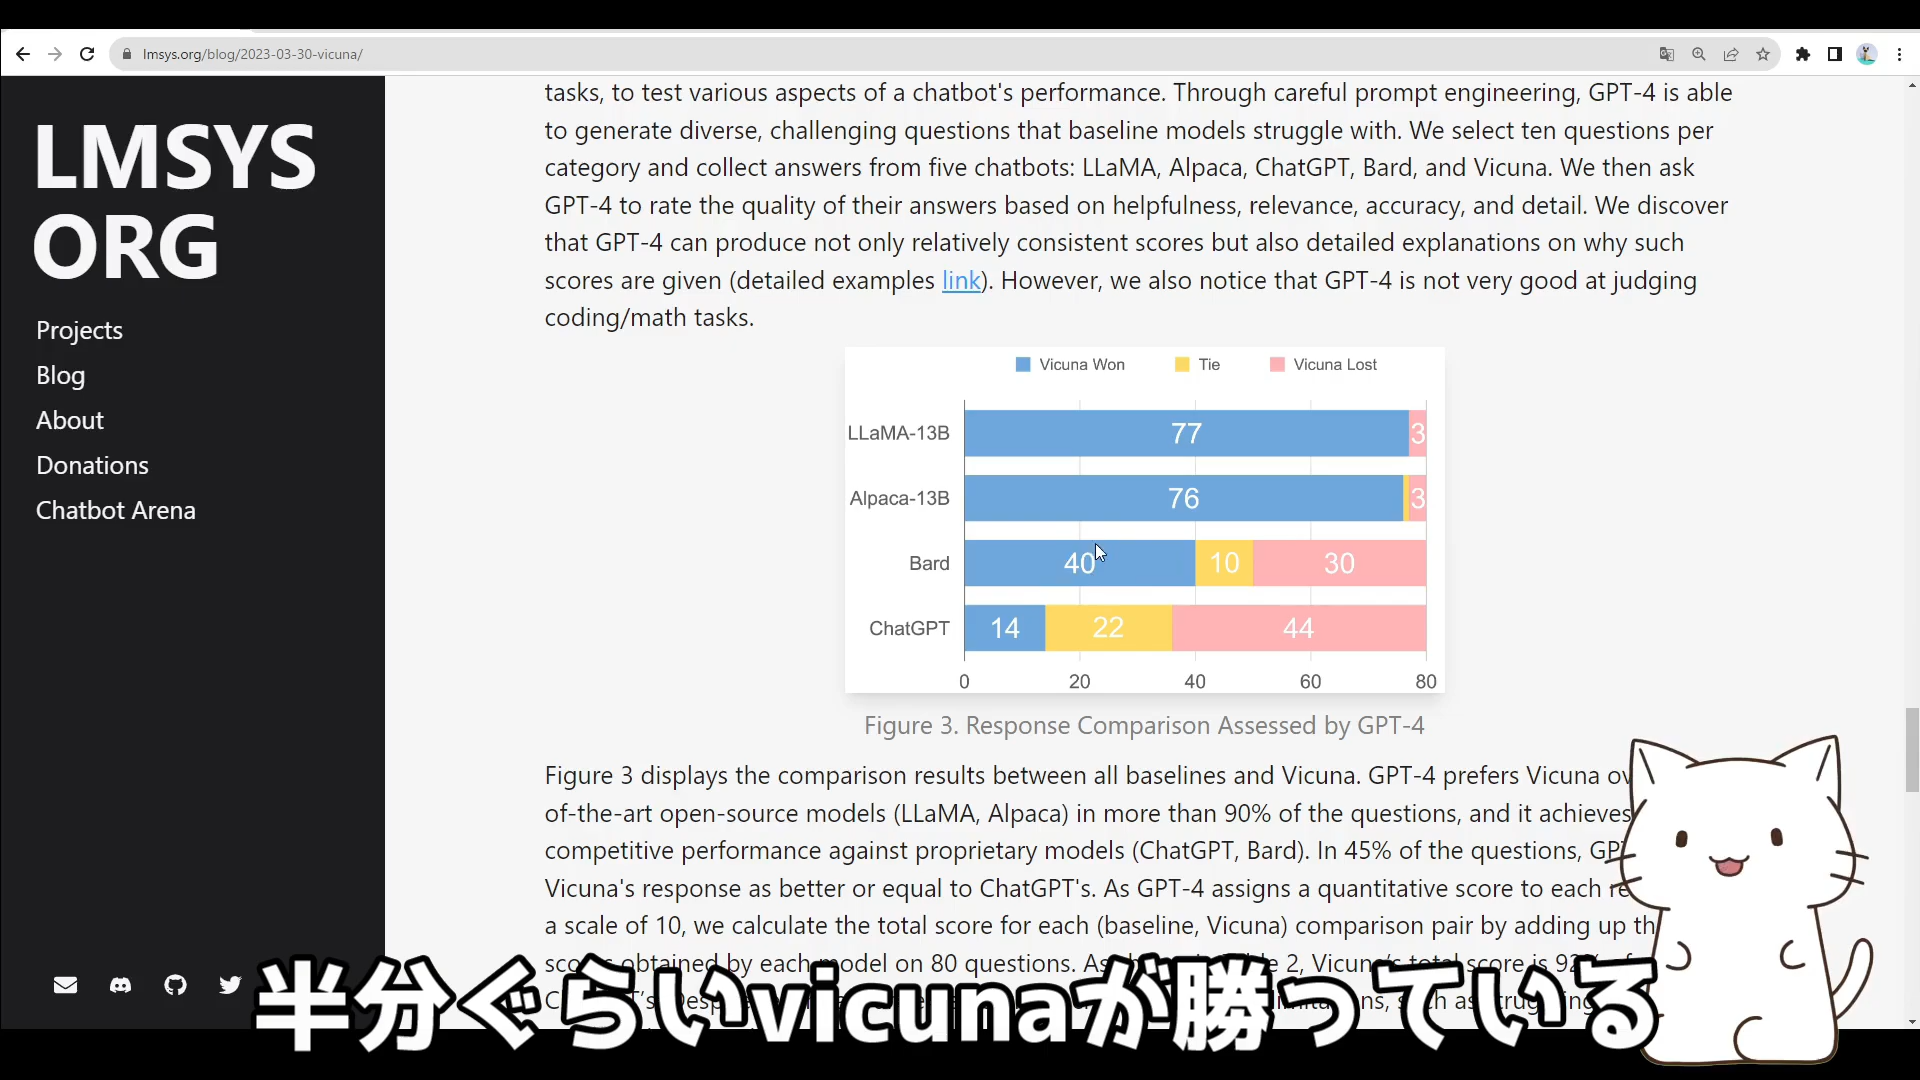 lmsys.org/blog/2023-03-30-vicuna/
LMSYS
ORG
Projects
Blog
About
Donations
Chatbot Arena
tasks, to test various aspects of a chatbot's performance. Through careful prompt engineering, GPT-4 is able
to generate diverse, challenging questions that baseline models struggle with. We select ten questions per
category and collect answers from five chatbots: LLaMA, Alpaca, ChatGPT, Bard, and Vicuna. We then ask
GPT-4 to rate the quality of their answers based on helpfulness, relevance, accuracy, and detail. We discover
that GPT-4 can produce not only relatively consistent scores but also detailed explanations on why such
scores are given (detailed examples link). However, we also notice that GPT-4 is not very good at judging
coding/math tasks.
Vicuna Won Tie Vicuna Lost
LLaMA-13B 77 3
Alpaca-13B 76 3
Bard 40 10 30
ChatGPT 14 22 44
0 20 40 60 80
Figure 3. Response Comparison Assessed by GPT-4
Figure 3 displays the comparison results between all baselines and Vicuna. GPT-4 prefers Vicuna
of-the-art open-source models (LLaMA, Alpaca) in more than 90% of the questions, and it achieves
competitive performance against proprietary models (ChatGPT, Bard). In 45% of the questions,
Vicuna's response as better or equal to ChatGPT's. As GPT-4 assigns a quantitative score to each
a scale of 10, we calculate the total score for each (baseline, Vicuna) comparison pair by adding up
obtained by each model on 80 questions. 2, total score is
半分ぐらいvicunaが勝っている